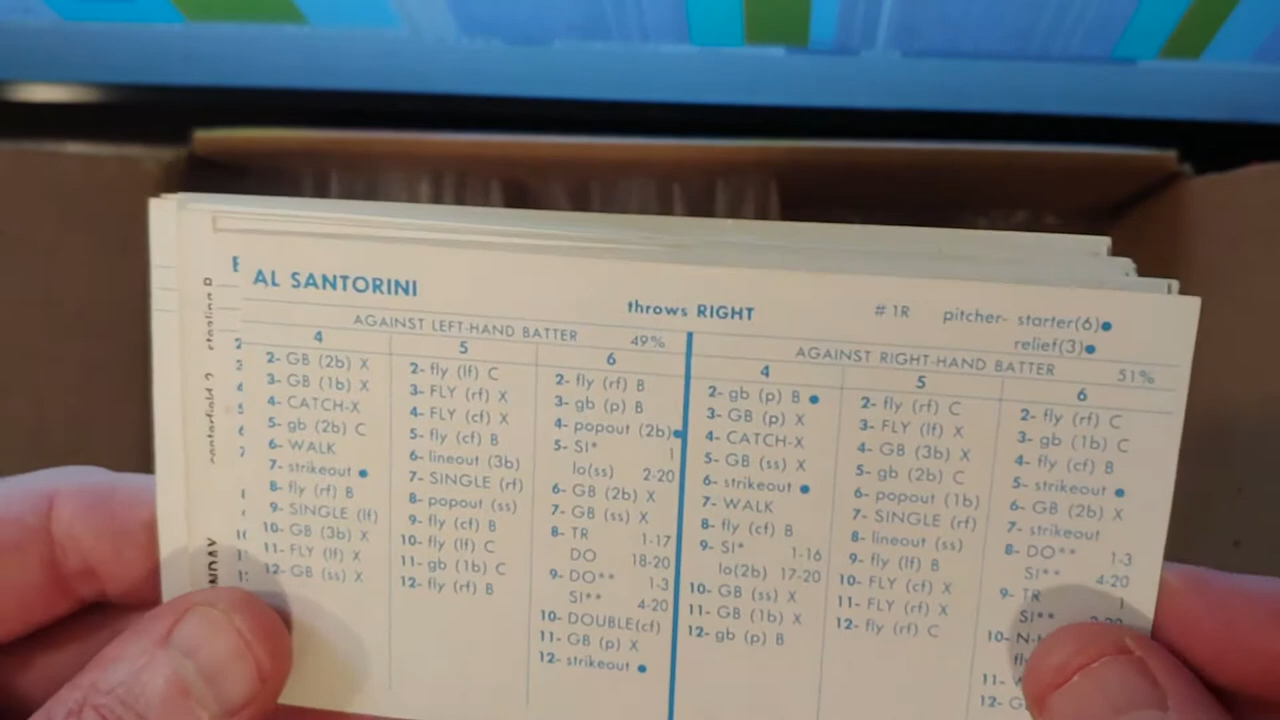 AL SANTORINI
throws RIGHT
# 1R pitcher- starter(6)●
relief(3)●
AGAINST LEFT-HAND BATTER 49%
4
2- GB (2b) X
3- GB (1b) X
4- CATCH-X
5- gb (2b) C
6- WALK
7- strikeout ●
8- fly (rf) B
9- SINGLE (lf)
10- GB (3b) X
11- FLY (lf) X
12- GB (ss) X
5
2- fly (lf) C
3- FLY (rf) X
4- FLY (cf) X
5- fly (cf) B
6- lineout (3b)
7- SINGLE (rf)
8- popout (ss)
9- fly (cf) B
10- fly (lf) C
11- gb (1b) C
12- fly (rf) B
6
2- fly (rf) B
3- gb (p) B
4- popout (2b)●
5- SI* 1
lo(ss) 2-20
6- GB (2b) X
7- GB (ss) X
8- TR 1-17
DO 18-20
9- DO** 1-3
SI** 4-20
10- DOUBLE(cf)
11- GB (p) X
12- strikeout ●
AGAINST RIGHT-HAND BATTER 51%
4
2- gb (p) B ●
3- GB (p) X
4- CATCH-X
5- GB (ss) X
6- strikeout ●
7- WALK
8- fly (cf) B
9- SI* 1-16
lo(2b) 17-20
10- GB (ss) X
11- GB (1b) X
12- gb (p) B
5
2- fly (rf) C
3- FLY (lf) X
4- GB (3b) X
5- gb (2b) C
6- popout (1b)
7- SINGLE (rf)
8- lineout (ss)
9- fly (lf) B
10- FLY (cf) X
11- FLY (rf) X
12- fly (rf) C
6
2- fly (rf) C
3- gb (1b) C
4- fly (cf) B
5- strikeout ●
6- GB (2b) X
7- strikeout
8- DO** 1-3
SI** 4-20
9- TR 1
SI** 2-20
10-
11-
12-